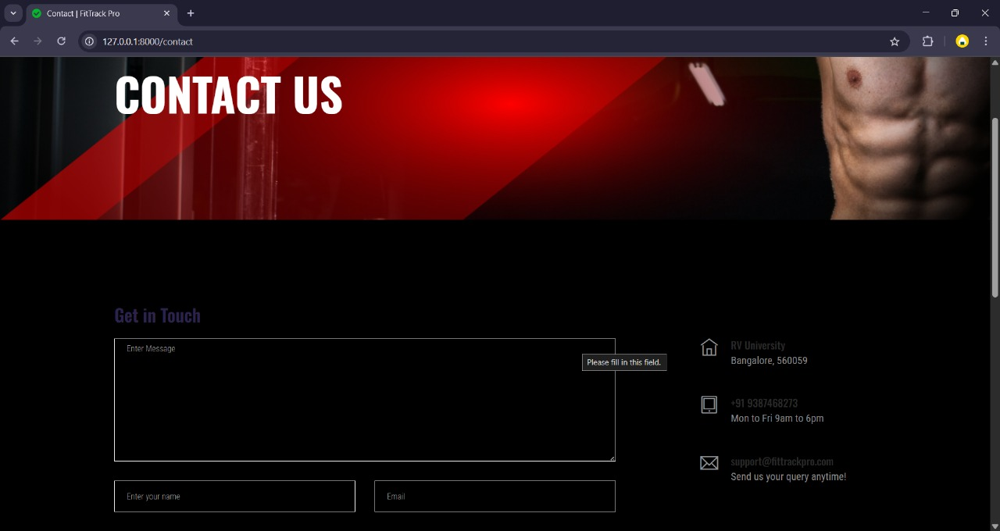 Contact | FitTrack Pro
127.0.0.1:8000/contact
CONTACT US
Get in Touch
Enter Message
Please fill in this field.
Enter your name
Email
RV University
Bangalore, 560059
+91 9387468273
Mon to Fri 9am to 6pm
support@fittrackpro.com
Send us your query anytime!